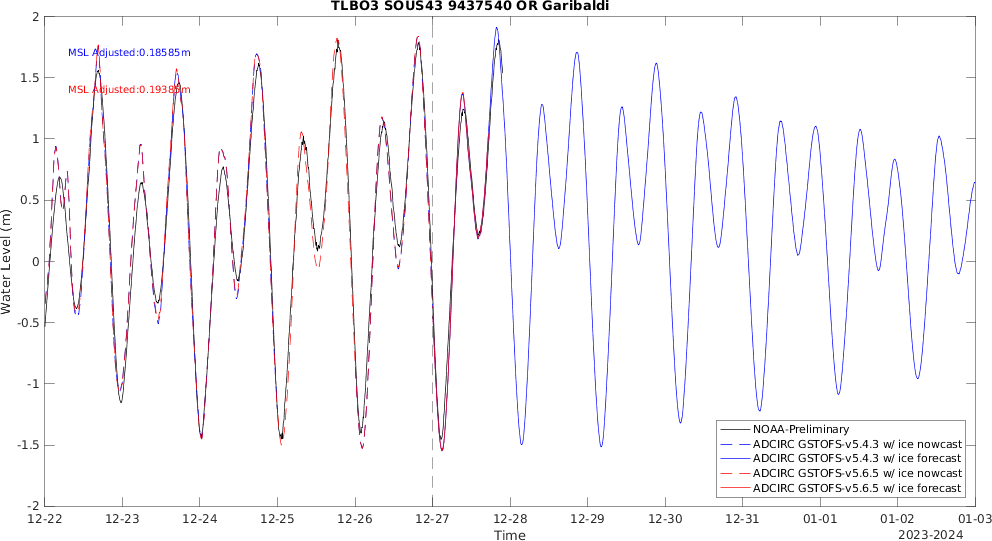 TLBO3 SOUS43 9437540 OR Garibaldi
MSL Adjusted:0.18585m
MSL Adjusted:0.19385m
Water Level (m)
2
1.5
1
0.5
0
-0.5
-1
-1.5
-2
NOAA-Preliminary
ADCIRC GSTOFS-v5.4.3 w/ ice nowcast
ADCIRC GSTOFS-v5.4.3 w/ ice forecast
ADCIRC GSTOFS-v5.6.5 w/ ice nowcast
ADCIRC GSTOFS-v5.6.5 w/ ice forecast
12-22 12-23 12-24 12-25 12-26 12-27 12-28 12-29 12-30 12-31 01-01 01-02 01-03
Time
2023-2024